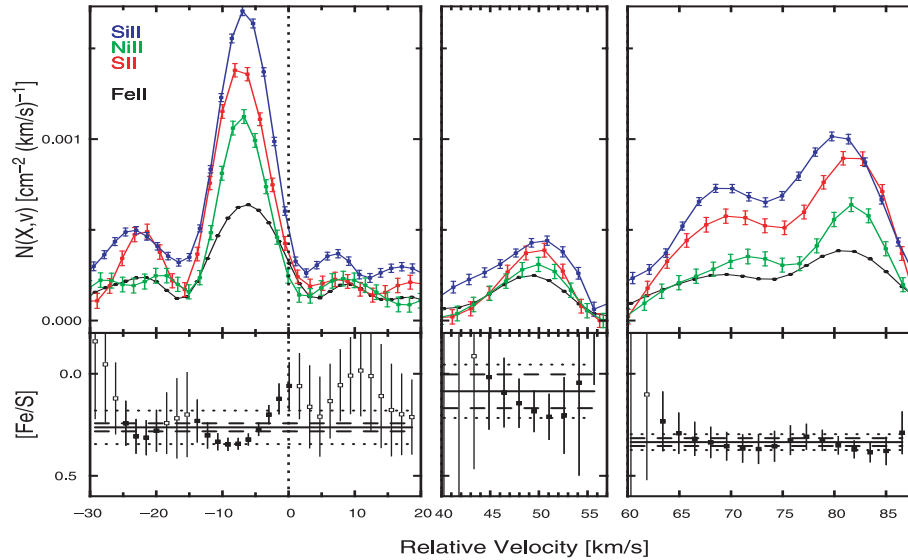 SiII
NiII
SII
FeII
N(X,v) [cm⁻² (km/s)⁻¹]
0.001
0.000
[Fe/S]
0.0
0.5
−30 −20 −10 0 10 20
40 45 50 55
60 65 70 75 80 85
Relative Velocity [km/s]